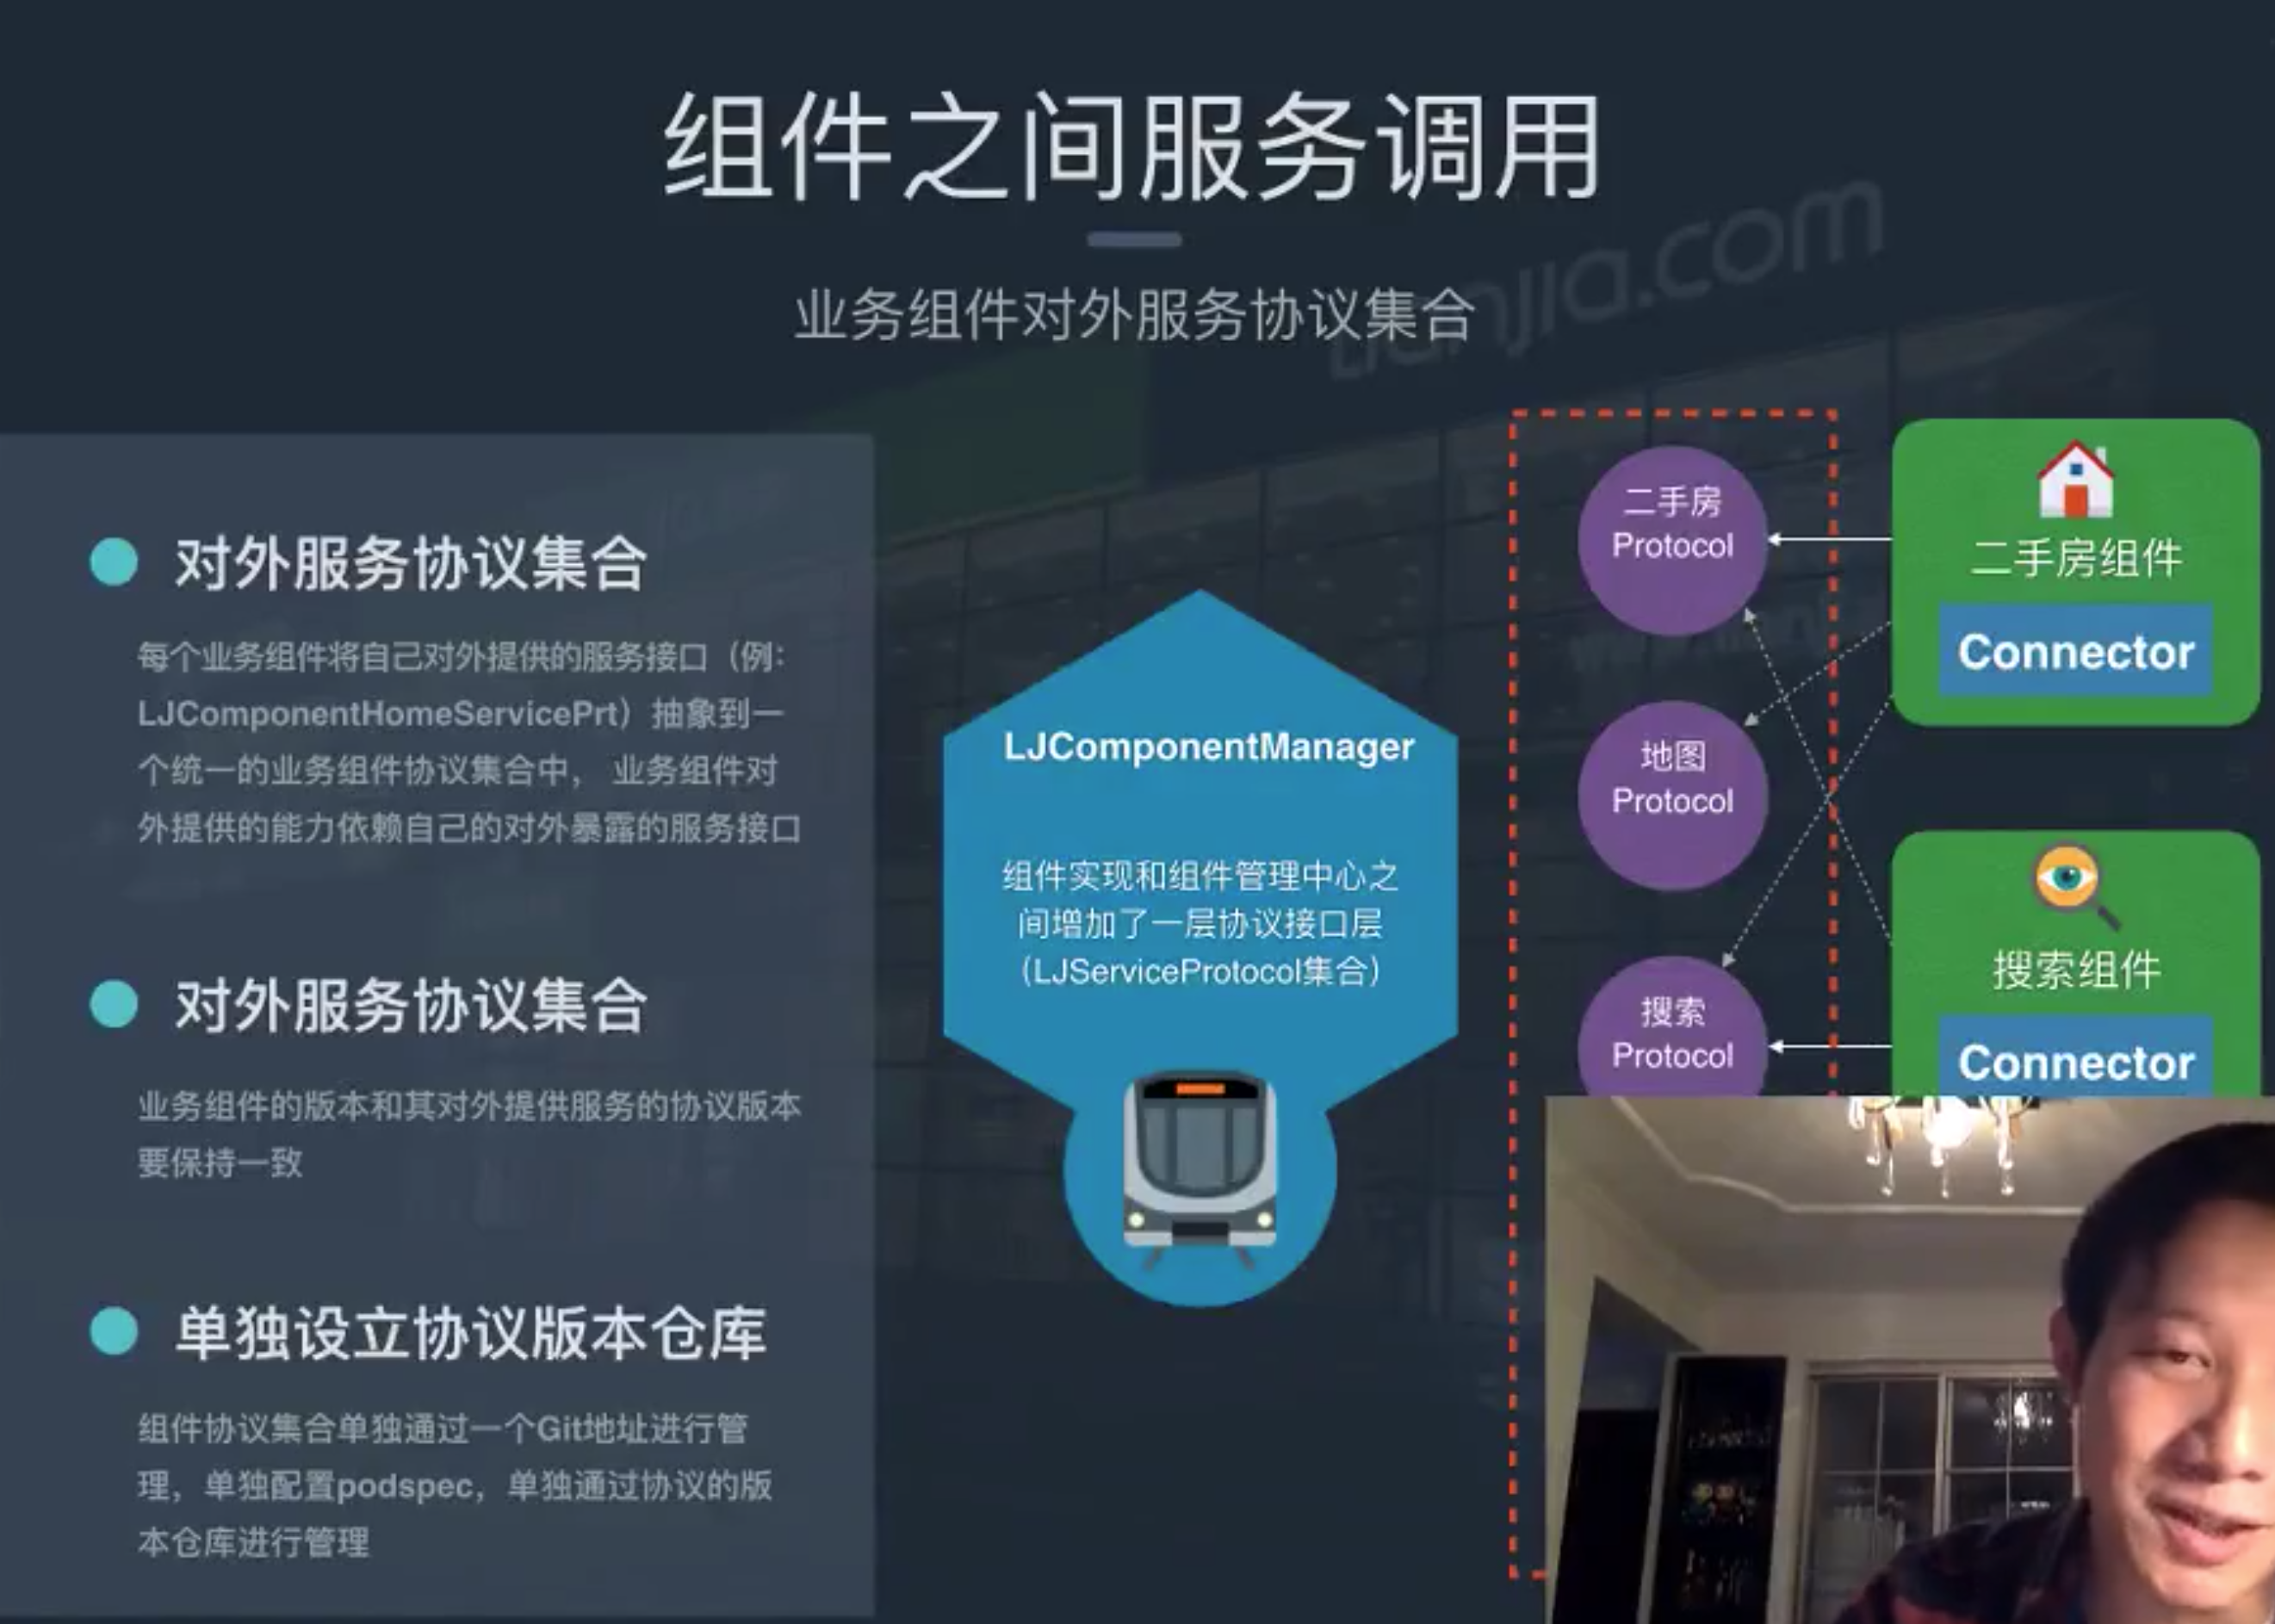 组件之间服务调用
业务组件对外服务协议集合
Lianjia.com
对外服务协议集合
每个业务组件将自己对外提供的服务接口（例：
LJComponentHomeServicePrt）抽象到一
个统一的业务组件协议集合中， 业务组件对
外提供的能力依赖自己的对外暴露的服务接口
对外服务协议集合
业务组件的版本和其对外提供服务的协议版本
要保持一致
单独设立协议版本仓库
组件协议集合单独通过一个Git地址进行管
理，单独配置podspec，单独通过协议的版
本仓库进行管理
LJComponentManager
组件实现和组件管理中心之
间增加了一层协议接口层
（LJServiceProtocol集合）
二手房
Protocol
地图
Protocol
搜索
Protocol
二手房组件
Connector
搜索组件
Connector